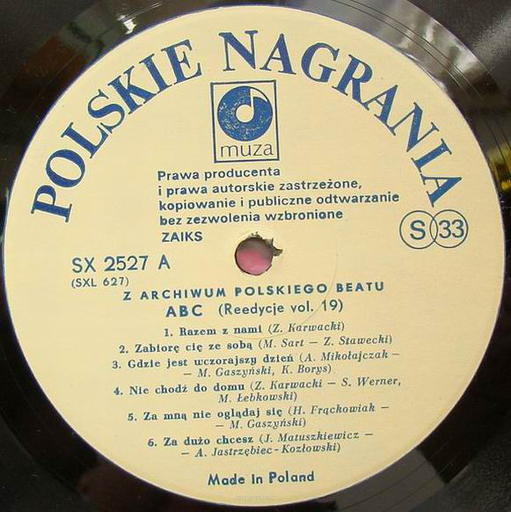 POLSKIE NAGRANIA
muza
Prawa producenta
i prawa autorskie zastrzeżone,
kopiowanie i publiczne odtwarzanie
bez zezwolenia wzbronione
ZAIKS
S 33
SX 2527 A
(SXL 627)
Z ARCHIWUM POLSKIEGO BEATU
ABC (Reedycje vol. 19)
1. Razem z nami (Z. Karwacki)
2. Zabiorę cię ze sobą (M. Sart — Z. Stawecki)
3. Gdzie jest wczorajszy dzień (A. Mikołajczak —
— M. Gaszyński, K. Borys)
4. Nie chodź do domu (Z. Karwacki — S. Werner,
M. Łebkowski)
5. Za mną nie oglądaj się (H. Frąckowiak —
— M. Gaszyński)
6. Za dużo chcesz (J. Matuszkiewicz —
— A. Jastrzębiec-Kozłowski)
Made in Poland